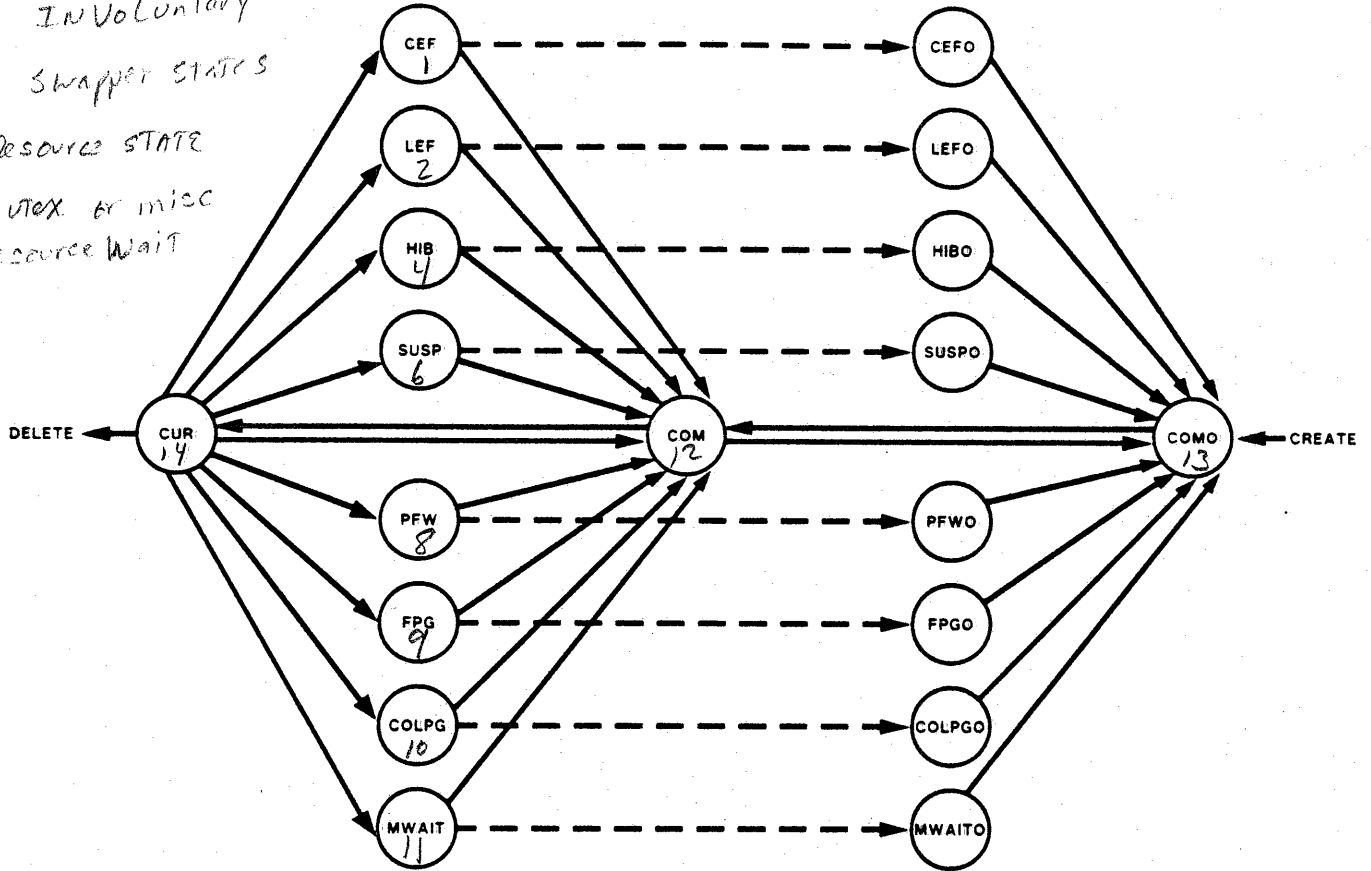 INVoLuntary
Swapper StATeS
Resource STATE
utex or misc
esource WaiT
CEF
1
CEFO
LEF
2
LEFO
HIB
4
HIBO
SUSP
6
SUSPO
DELETE
CUR
14
COM
12
COMO
13
CREATE
PFW
8
PFWO
FPG
9
FPGO
COLPG
10
COLPGO
MWAIT
11
MWAITO